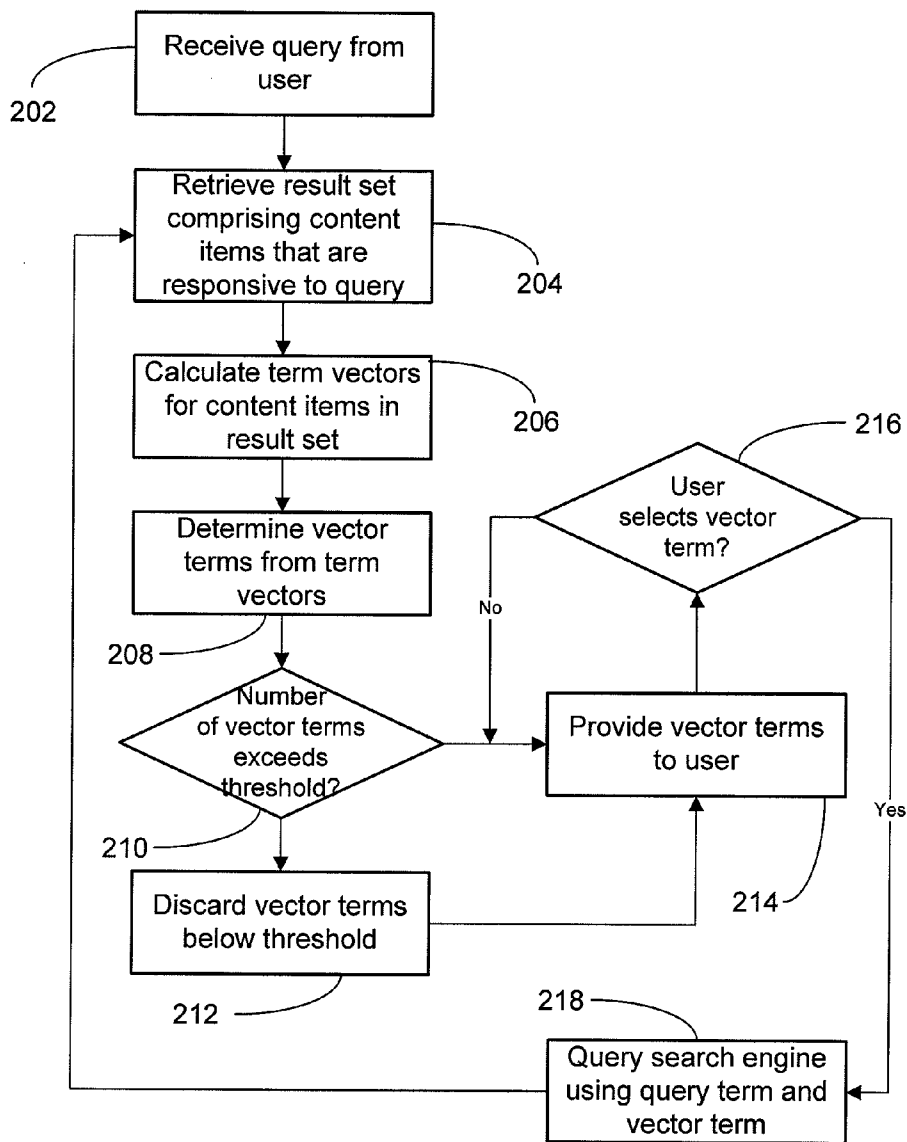 Receive query from
user
202
Retrieve result set
comprising content
items that are
responsive to query
204
Calculate term vectors
for content items in
result set
206
216
User
selects vector
term?
Determine vector
terms from term
vectors
No
208
Number
of vector terms
exceeds
threshold?
Provide vector terms
to user
Yes
210
214
Discard vector terms
below threshold
212
218
Query search engine
using query term and
vector term